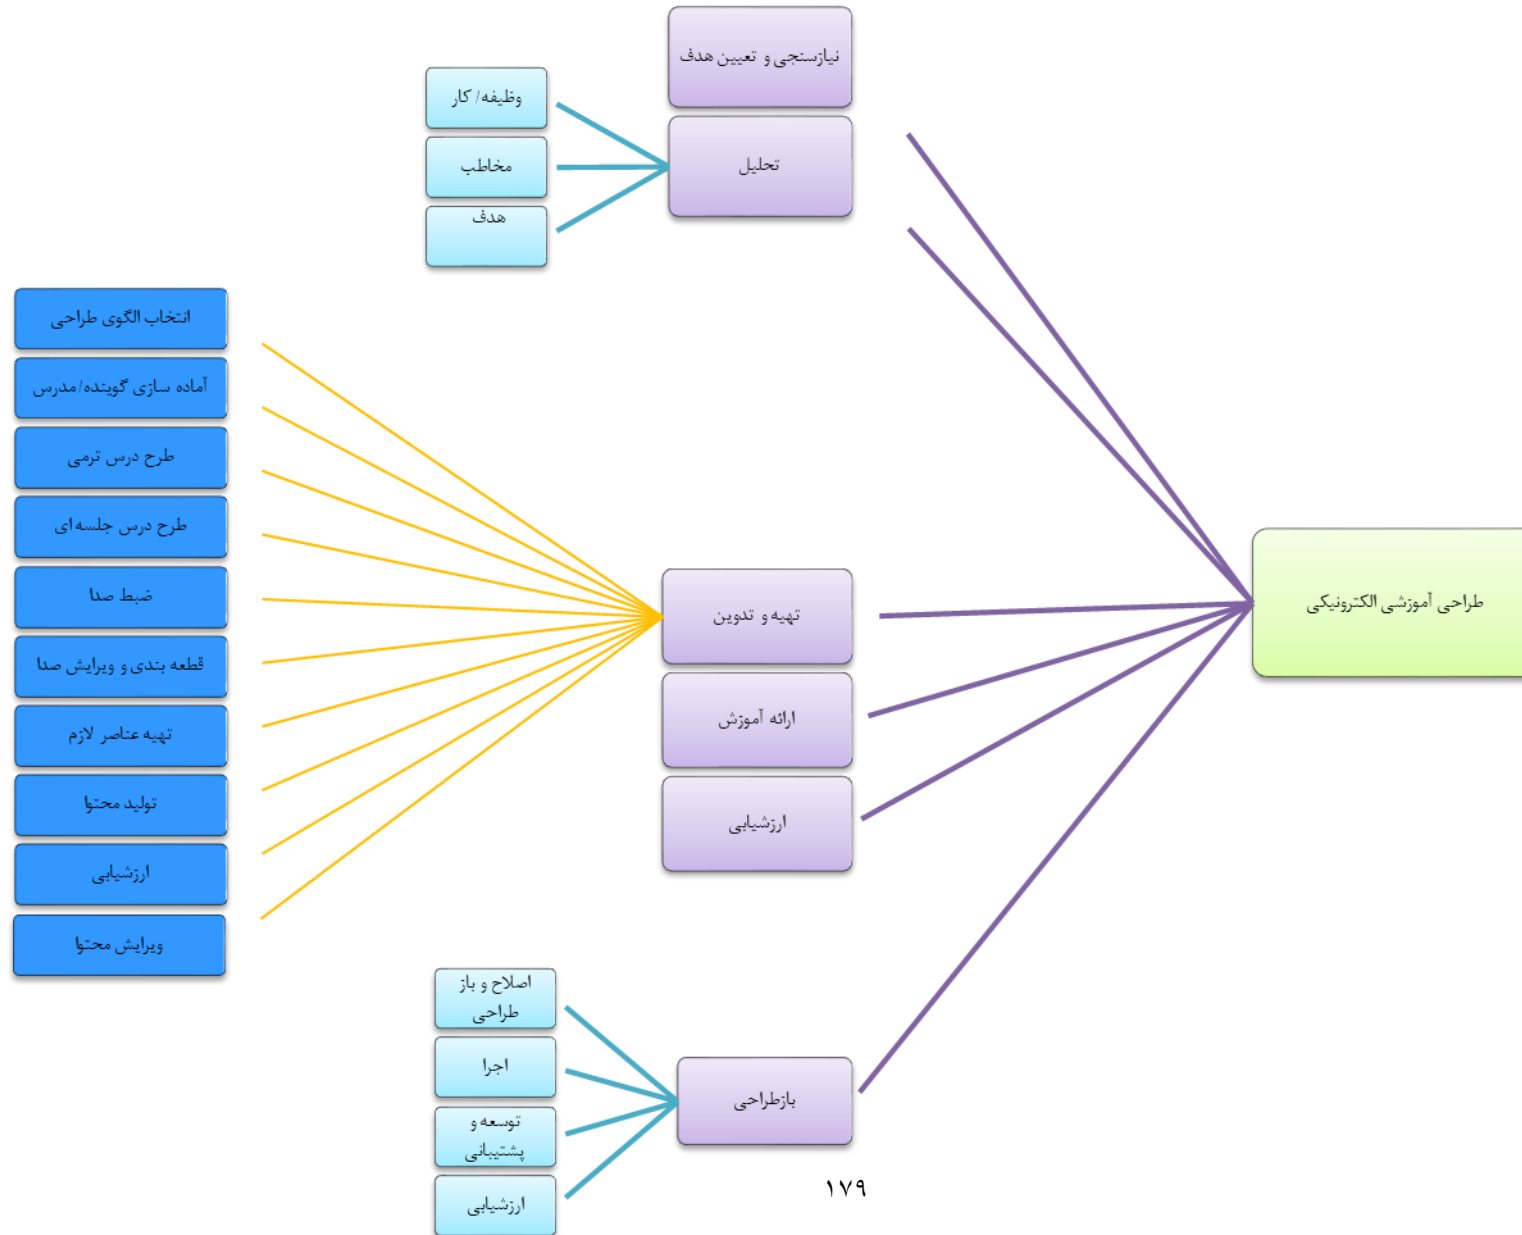 طراحی آموزشی الکترونیکی
نیازسنجی و تعیین هدف
تحلیل
وظیفه/ کار
مخاطب
هدف
تهیه و تدوین
انتخاب الگوی طراحی
آماده سازی گوینده/مدرس
طرح درس ترمی
طرح درس جلسه ای
ضبط صدا
قطعه بندی و ویرایش صدا
تهیه عناصر لازم
تولید محتوا
ارزشیابی
ویرایش محتوا
ارائه آموزش
ارزشیابی
بازطراحی
اصلاح و باز
طراحی
اجرا
توسعه و
پشتیبانی
ارزشیابی
۱۷۹